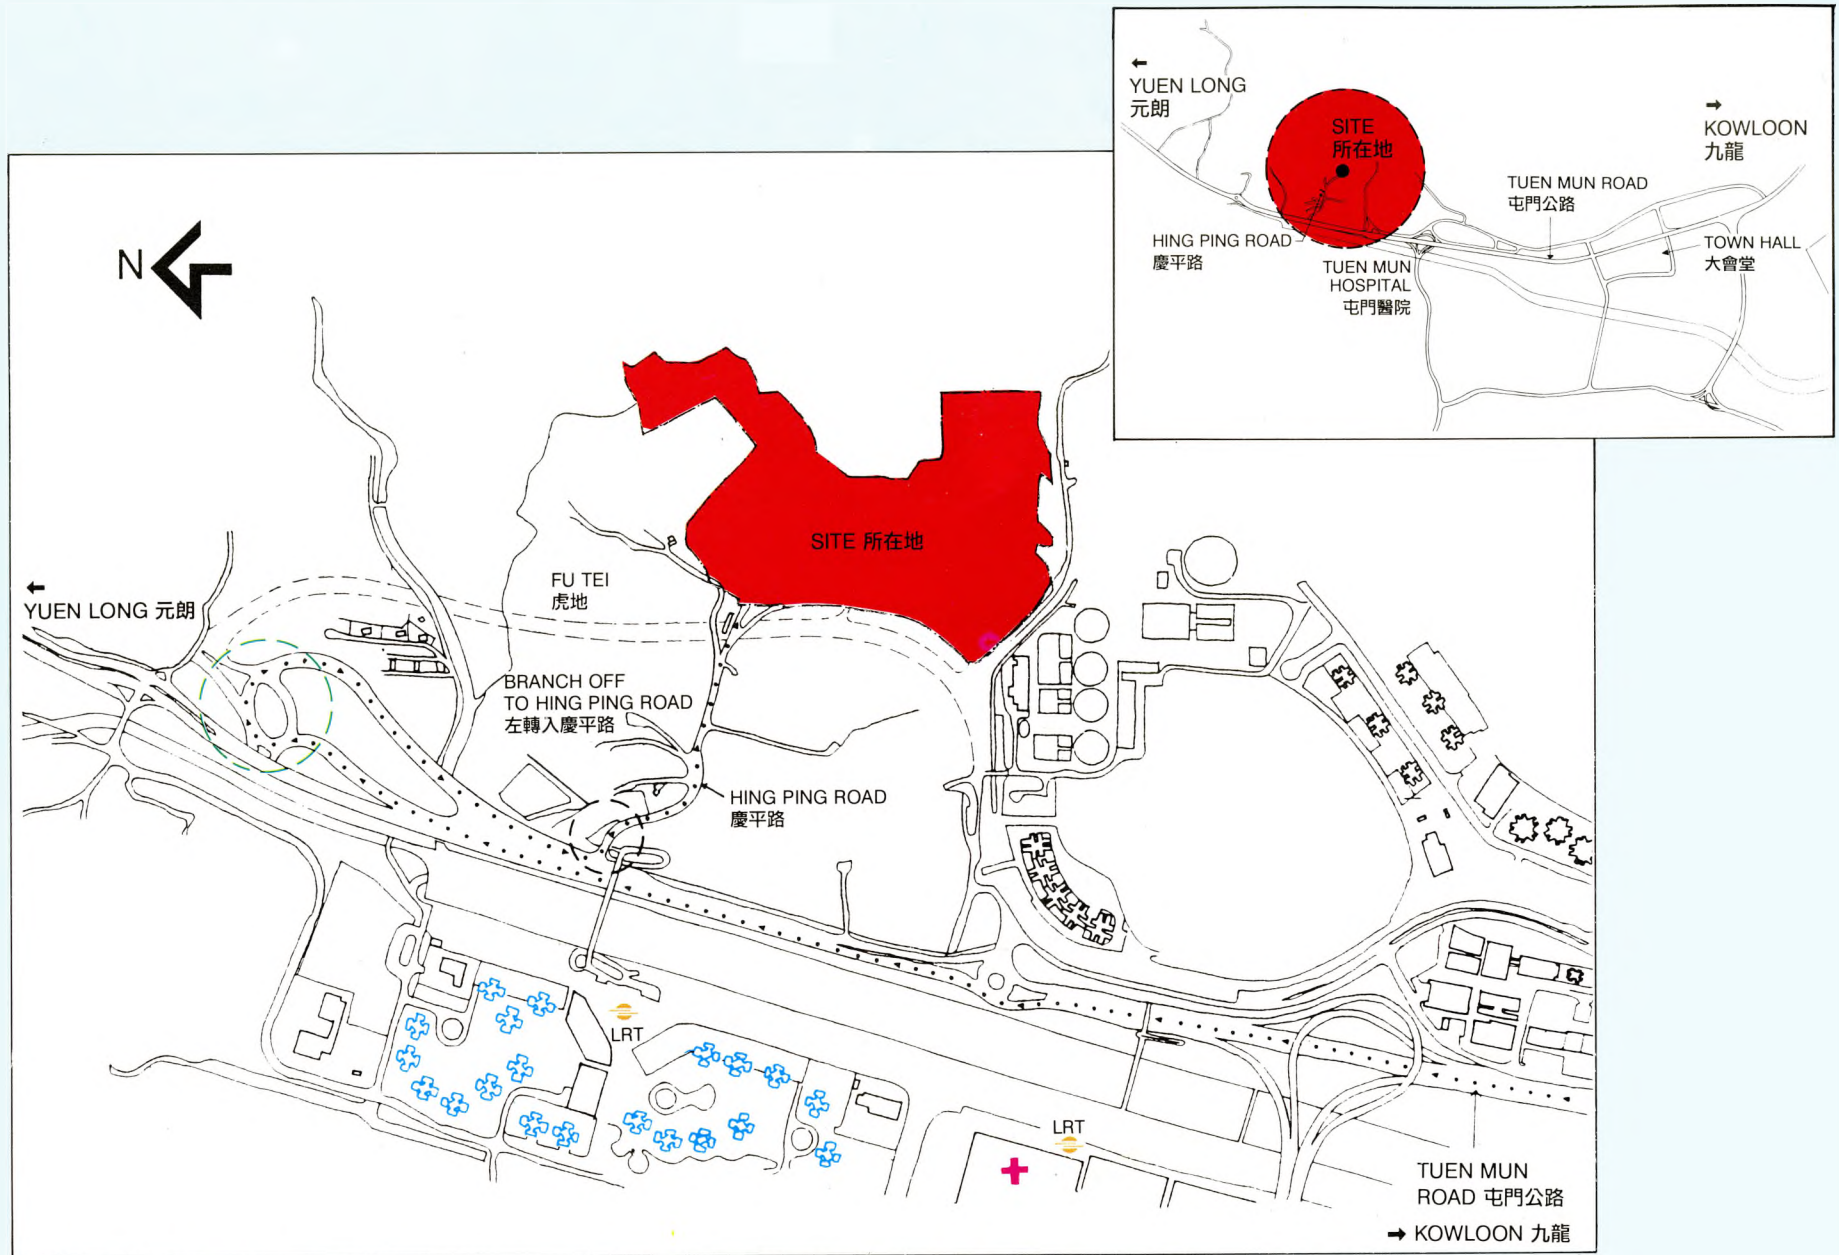 ←
YUEN LONG
元朗
SITE
所在地
→
KOWLOON
九龍
TUEN MUN ROAD
屯門公路
HING PING ROAD
慶平路
TUEN MUN
HOSPITAL
屯門醫院
TOWN HALL
大會堂
N
SITE 所在地
FU TEI
虎地
←
YUEN LONG 元朗
BRANCH OFF
TO HING PING ROAD
左轉入慶平路
HING PING ROAD
慶平路
LRT
LRT
TUEN MUN
ROAD 屯門公路
→ KOWLOON 九龍